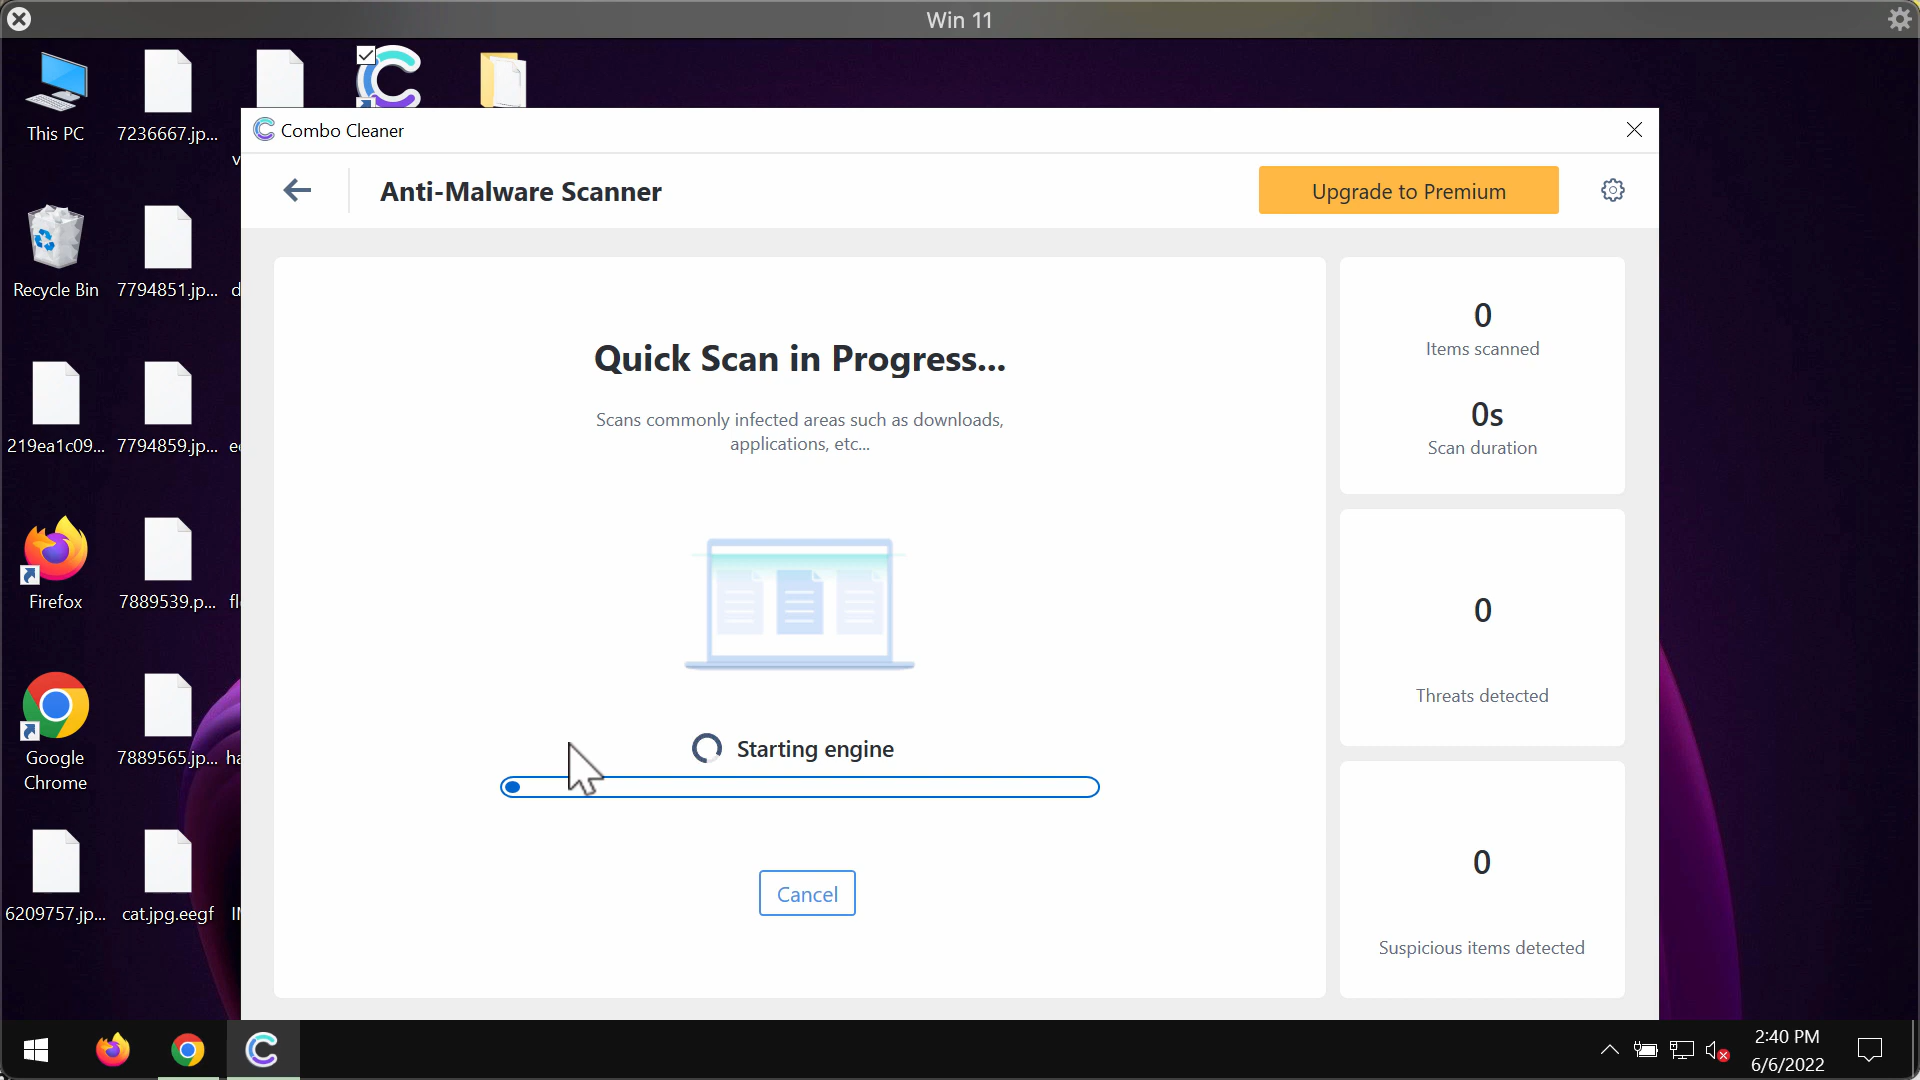 Win 11
This PC
7236667.jp...
Recycle Bin
7794851.jp...
219ea1c09...
7794859.jp...
Firefox
7889539.p...
Google
Chrome
7889565.jp...
6209757.jp...
cat.jpg.eegf
Combo Cleaner
Anti-Malware Scanner
Upgrade to Premium
Quick Scan in Progress...
Scans commonly infected areas such as downloads,
applications, etc...
Starting engine
Cancel
0
Items scanned
0s
Scan duration
0
Threats detected
0
Suspicious items detected
2:40 PM
6/6/2022